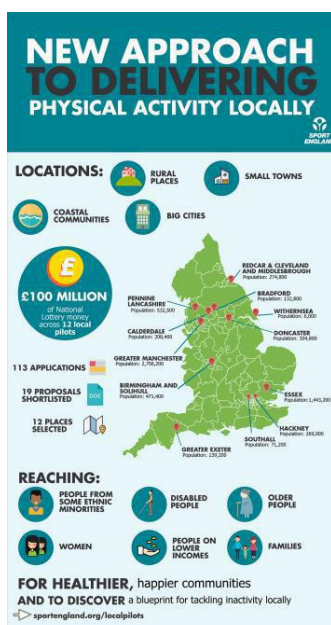 NEW APPROACH
TO DELIVERING
PHYSICAL ACTIVITY LOCALLY
SPORT
ENGLAND
LOCATIONS:
RURAL
PLACES
SMALL TOWNS
COASTAL
COMMUNITIES
BIG CITIES
£
£100 MILLION
of National
Lottery money
across 12 local
pilots
REDCAR & CLEVELAND
AND MIDDLESBROUGH
Population: 274,800
BRADFORD
Population: 132,800
PENNINE
LANCASHIRE
Population: 532,500
WITHERNSEA
Population: 6,000
CALDERDALE
Population: 208,400
DONCASTER
Population: 304,800
GREATER MANCHESTER
Population: 2,756,200
BIRMINGHAM AND
SOLIHULL
Population: 471,400
ESSEX
Population: 1,443,200
HACKNEY
Population:
SOUTHALL
Population: 71,200
GREATER EXETER
Population: 139,200
113 APPLICATIONS
19 PROPOSALS
SHORTLISTED
DOC
12 PLACES
SELECTED
REACHING:
PEOPLE FROM
SOME ETHNIC
MINORITIES
DISABLED
PEOPLE
OLDER
PEOPLE
WOMEN
PEOPLE ON
LOWER
INCOMES
FAMILIES
FOR HEALTHIER, happier communities
AND TO DISCOVER a blueprint for tackling inactivity locally
sportengland.org/localpilots